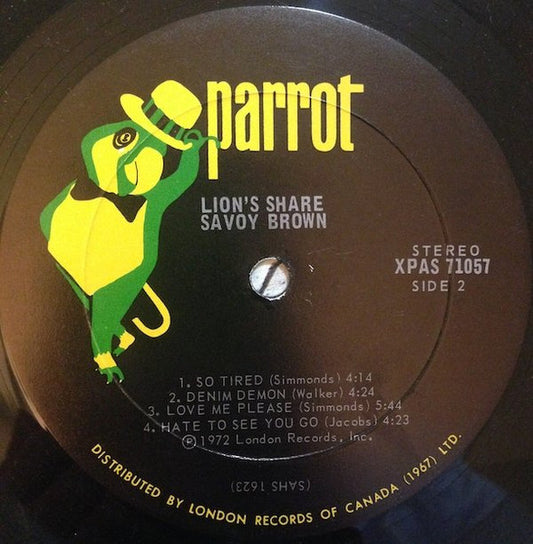 parrot
LION'S SHARE
SAVOY BROWN
STEREO
XPAS 71057
SIDE 2
1. SO TIRED (Simmonds) 4:14
2. DENIM DEMON (Walker) 4:24
3. LOVE ME PLEASE (Simmonds) 5:44
4. HATE TO SEE YOU GO (Jacobs) 4:23
℗1972 London Records, Inc.
DISTRIBUTED BY LONDON RECORDS OF CANADA (1967) LTD.
(SAHS 1623)